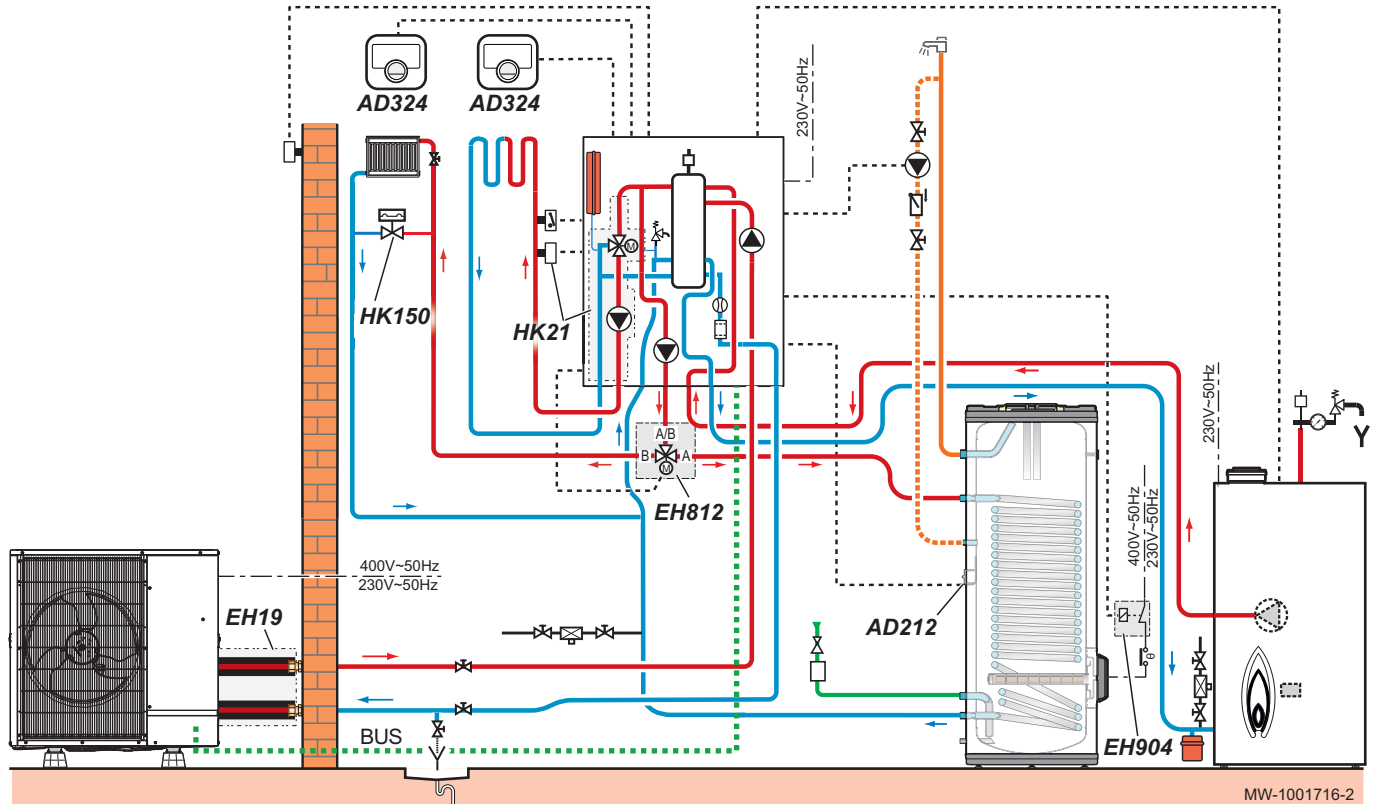 AD324
AD324
230V~50Hz
HK150
HK21
A/B
B
A
M
M
EH812
230V~50Hz
400V~50Hz
230V~50Hz
400V~50Hz
230V~50Hz
EH19
AD212
θ
BUS
EH904
MW-1001716-2